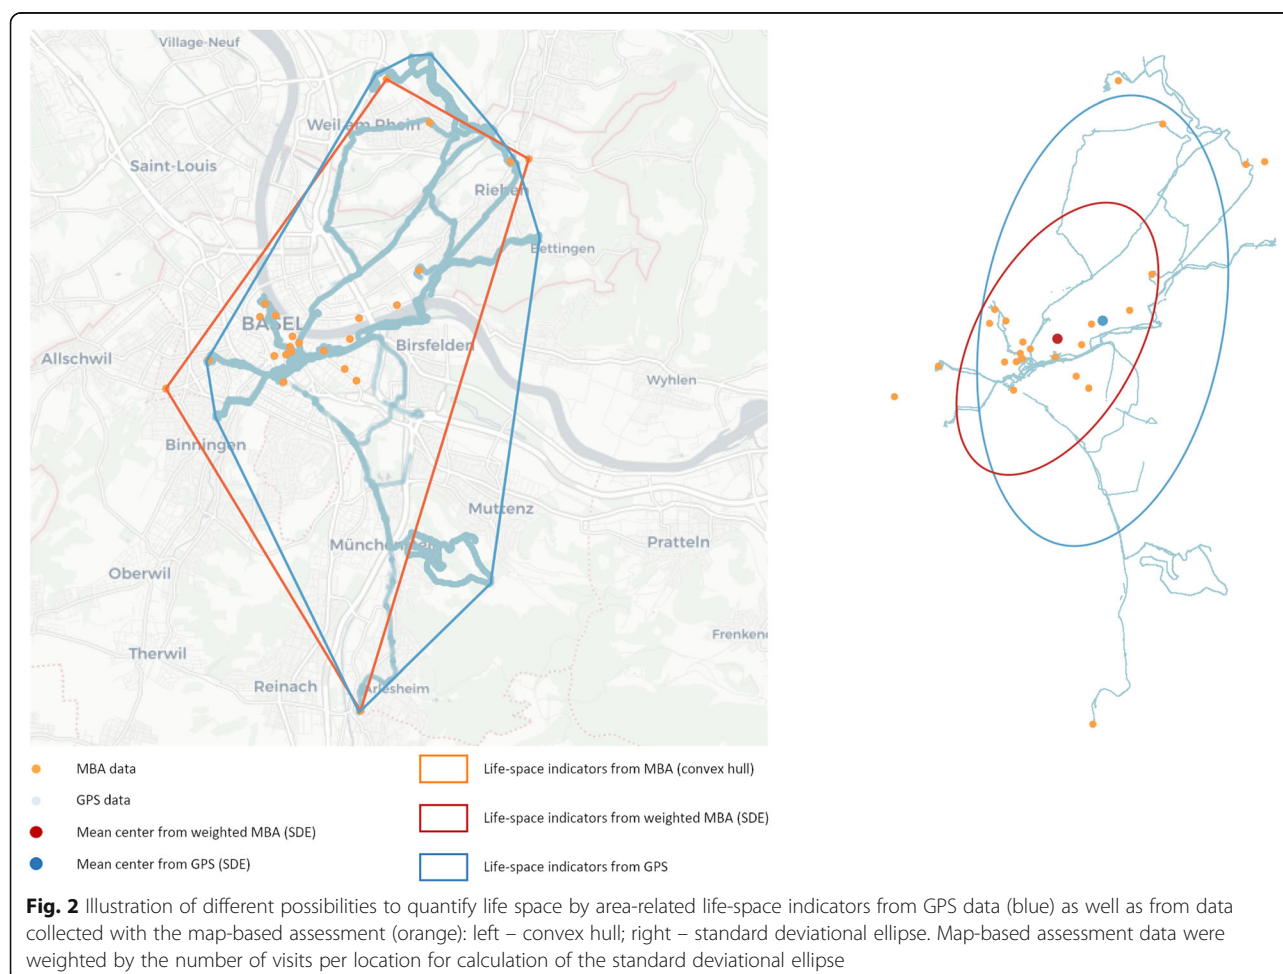 Village-Neuf
Weil am Rhein
Saint-Louis
Riehen
Bettingen
BASEL
Birsfelden
Allschwil
Wyhlen
Binningen
Muttenz
Pratteln
Oberwil
Therwil
Frenken
Reinach
Arlesheim
MBA data
GPS data
Mean center from weighted MBA (SDE)
Mean center from GPS (SDE)
Life-space indicators from MBA (convex hull)
Life-space indicators from weighted MBA (SDE)
Life-space indicators from GPS
Fig. 2 Illustration of different possibilities to quantify life space by area-related life-space indicators from GPS data (blue) as well as from data
collected with the map-based assessment (orange): left – convex hull; right – standard deviational ellipse. Map-based assessment data were
weighted by the number of visits per location for calculation of the standard deviational ellipse